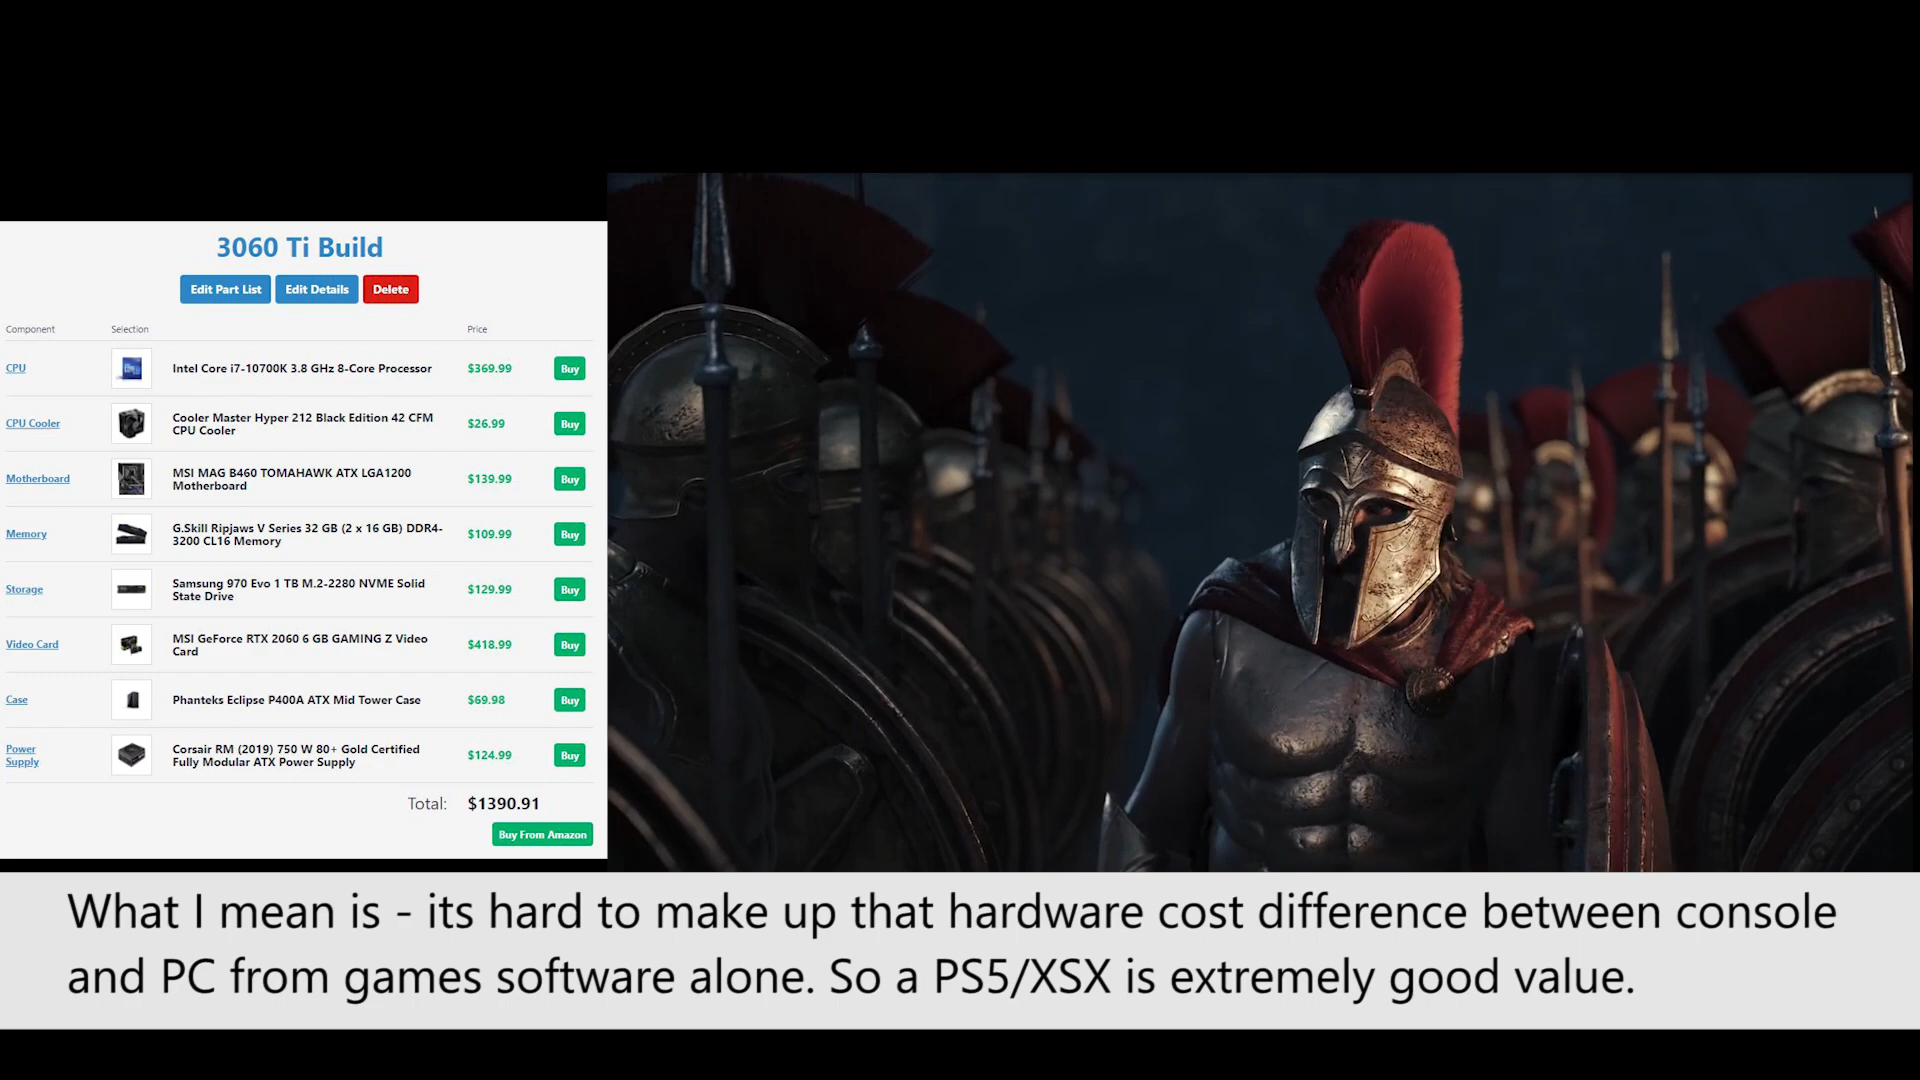 3060 Ti Build
Edit Part List Edit Details Delete
Component Selection Price
CPU Intel Core i7-10700K 3.8 GHz 8-Core Processor $369.99 Buy
CPU Cooler Cooler Master Hyper 212 Black Edition 42 CFM
CPU Cooler $26.99 Buy
Motherboard MSI MAG B460 TOMAHAWK ATX LGA1200
Motherboard $139.99 Buy
Memory G.Skill Ripjaws V Series 32 GB (2 x 16 GB) DDR4-
3200 CL16 Memory $109.99 Buy
Storage Samsung 970 Evo 1 TB M.2-2280 NVME Solid
State Drive $129.99 Buy
Video Card MSI GeForce RTX 2060 6 GB GAMING Z Video
Card $418.99 Buy
Case Phanteks Eclipse P400A ATX Mid Tower Case $69.98 Buy
Power
Supply Corsair RM (2019) 750 W 80+ Gold Certified
Fully Modular ATX Power Supply $124.99 Buy
Total: $1390.91
Buy From Amazon
What I mean is - its hard to make up that hardware cost difference between console
and PC from games software alone. So a PS5/XSX is extremely good value.